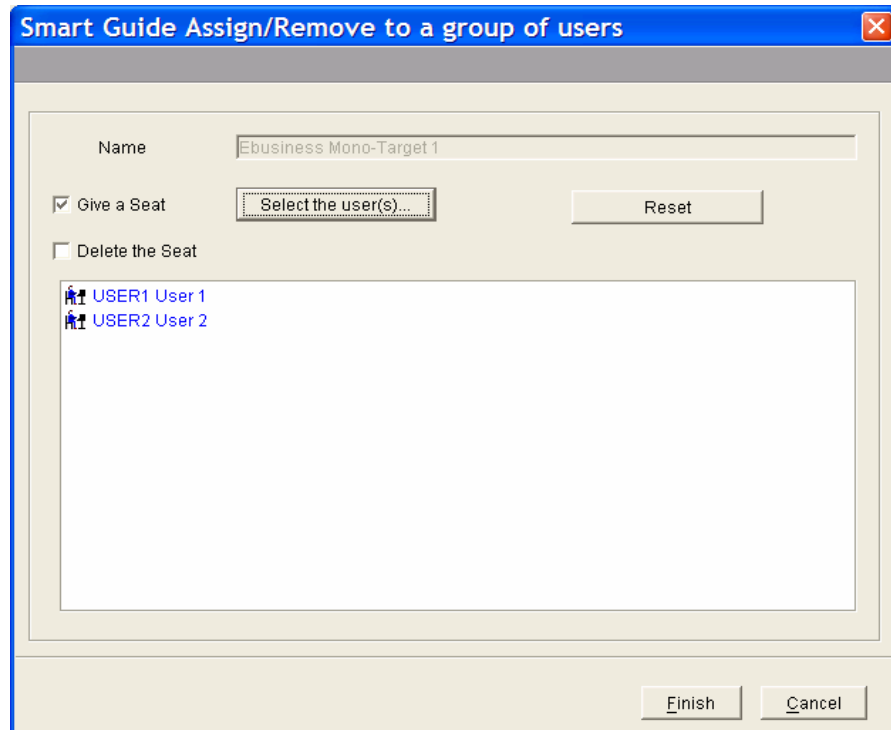 Smart Guide Assign/Remove to a group of users
Name Ebusiness Mono-Target 1
Give a Seat Select the user(s)... Reset
Delete the Seat
USER1 User 1
USER2 User 2
Finish Cancel